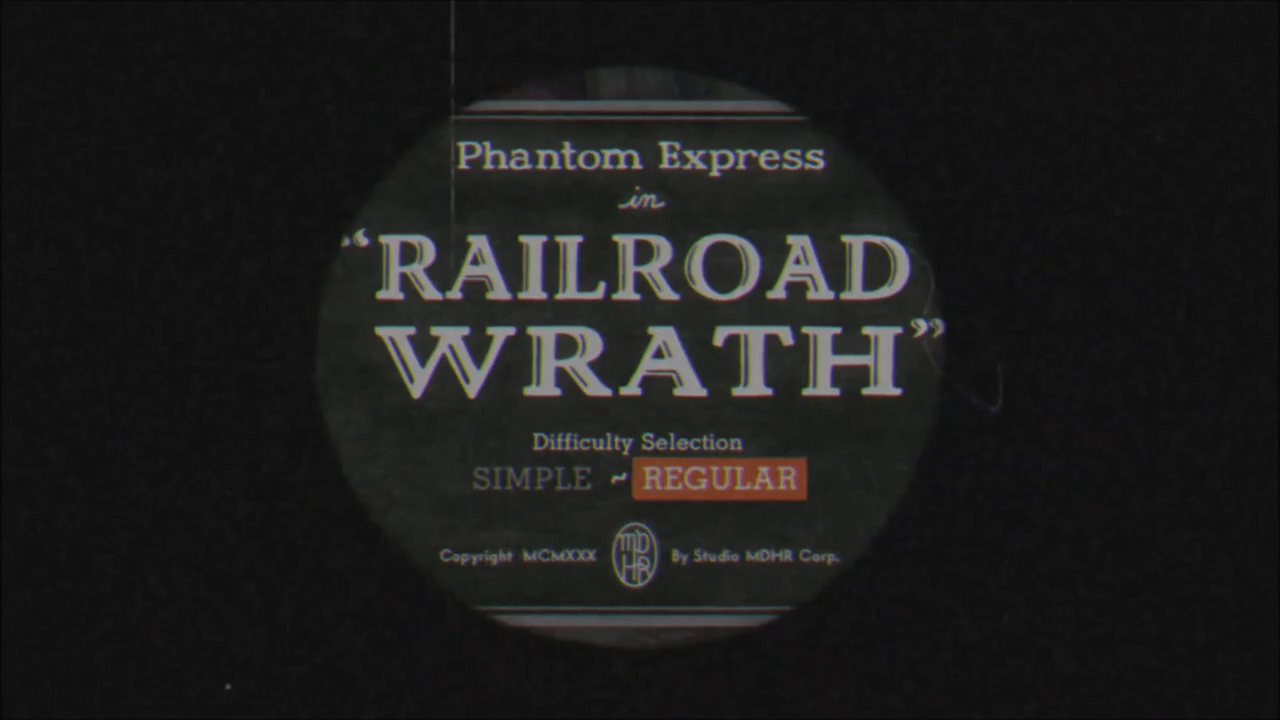 Phantom Express
in
“RAILROAD
WRATH”
Difficulty Selection
SIMPLE ~ REGULAR
Copyright MCMXXX MDHR By Studio MDHR Corp.